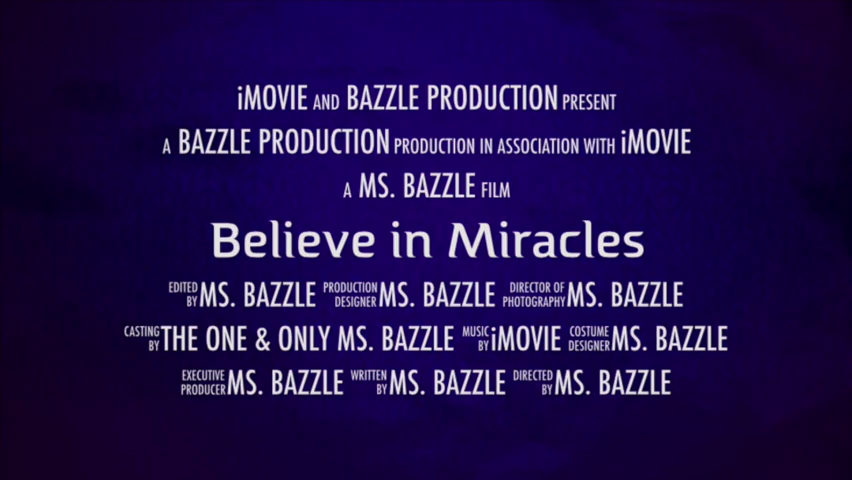 iMOVIE AND BAZZLE PRODUCTION PRESENT
A BAZZLE PRODUCTION PRODUCTION IN ASSOCIATION WITH iMOVIE
A MS. BAZZLE FILM
Believe in Miracles
EDITED BY MS. BAZZLE PRODUCTION DESIGNER MS. BAZZLE DIRECTOR OF PHOTOGRAPHY MS. BAZZLE
CASTING BY THE ONE & ONLY MS. BAZZLE MUSIC BY iMOVIE COSTUME DESIGNER MS. BAZZLE
EXECUTIVE PRODUCER MS. BAZZLE WRITTEN BY MS. BAZZLE DIRECTED BY MS. BAZZLE